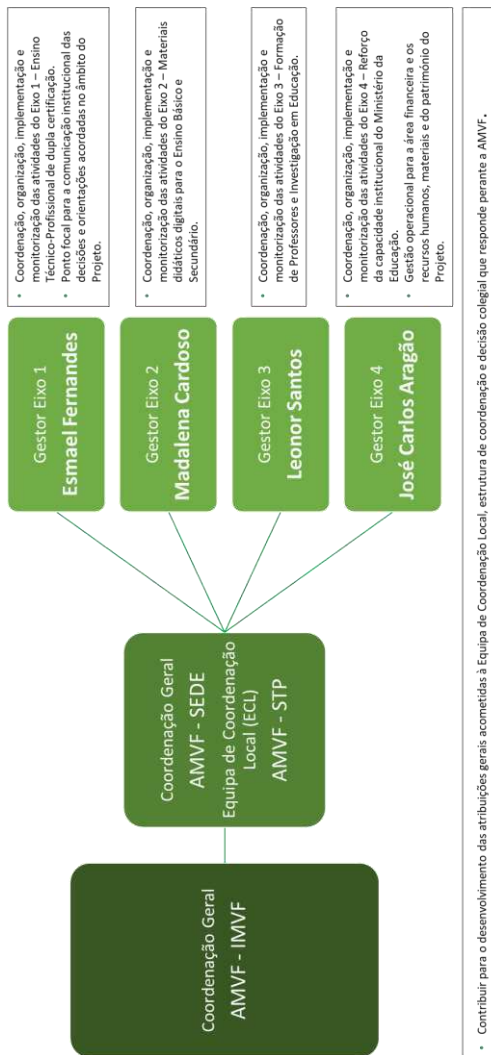 Coordenação Geral
AMVF - IMVF
Coordenação Geral
AMVF - SEDE
Equipa de Coordenação
Local (ECL)
AMVF - STP
Gestor Eixo 1
Esmael Fernandes
• Coordenação, organização, implementação e
monitorização das atividades do Eixo 1 – Ensino
Técnico-Profissional de dupla certificação.
• Ponto focal para a comunicação institucional das
decisões e orientações acordadas no âmbito do
Projeto.
Gestor Eixo 2
Madalena Cardoso
• Coordenação, organização, implementação e
monitorização das atividades do Eixo 2 – Materiais
didáticos digitais para o Ensino Básico e
Secundário.
Gestor Eixo 3
Leonor Santos
• Coordenação, organização, implementação e
monitorização das atividades do Eixo 3 – Formação
de Professores e Investigação em Educação.
Gestor Eixo 4
José Carlos Aragão
• Coordenação, organização, implementação e
monitorização das atividades do Eixo 4 – Reforço
da capacidade institucional do Ministério da
Educação.
• Gestão operacional para a área financeira e os
recursos humanos, materiais e do património do
Projeto.
• Contribuir para o desenvolvimento das atribuições gerais acometidas à Equipa de Coordenação Local, estrutura de coordenação e decisão colegial que responde perante a AMVF.